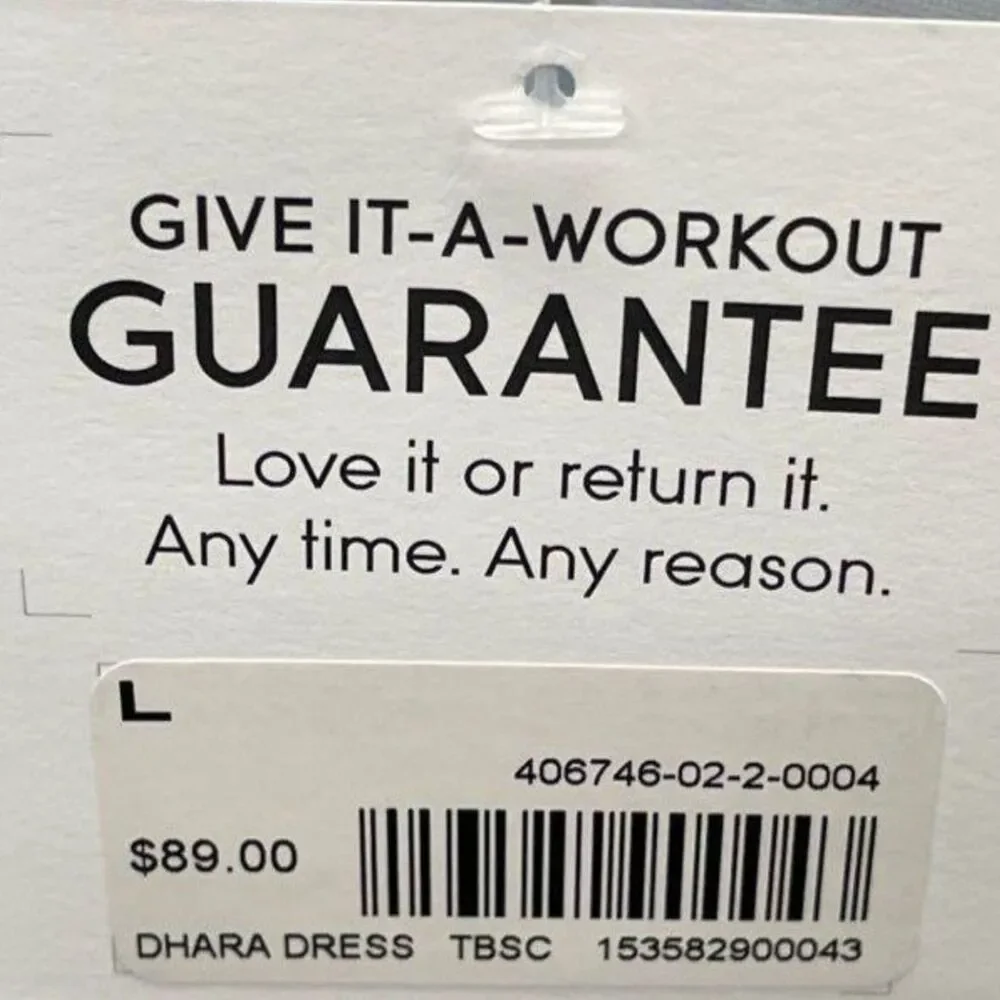 GIVE IT-A-WORKOUT
GUARANTEE
Love it or return it.
Any time. Any reason.
L
406746-02-2-0004
$89.00
DHARA DRESS TBSC 153582900043